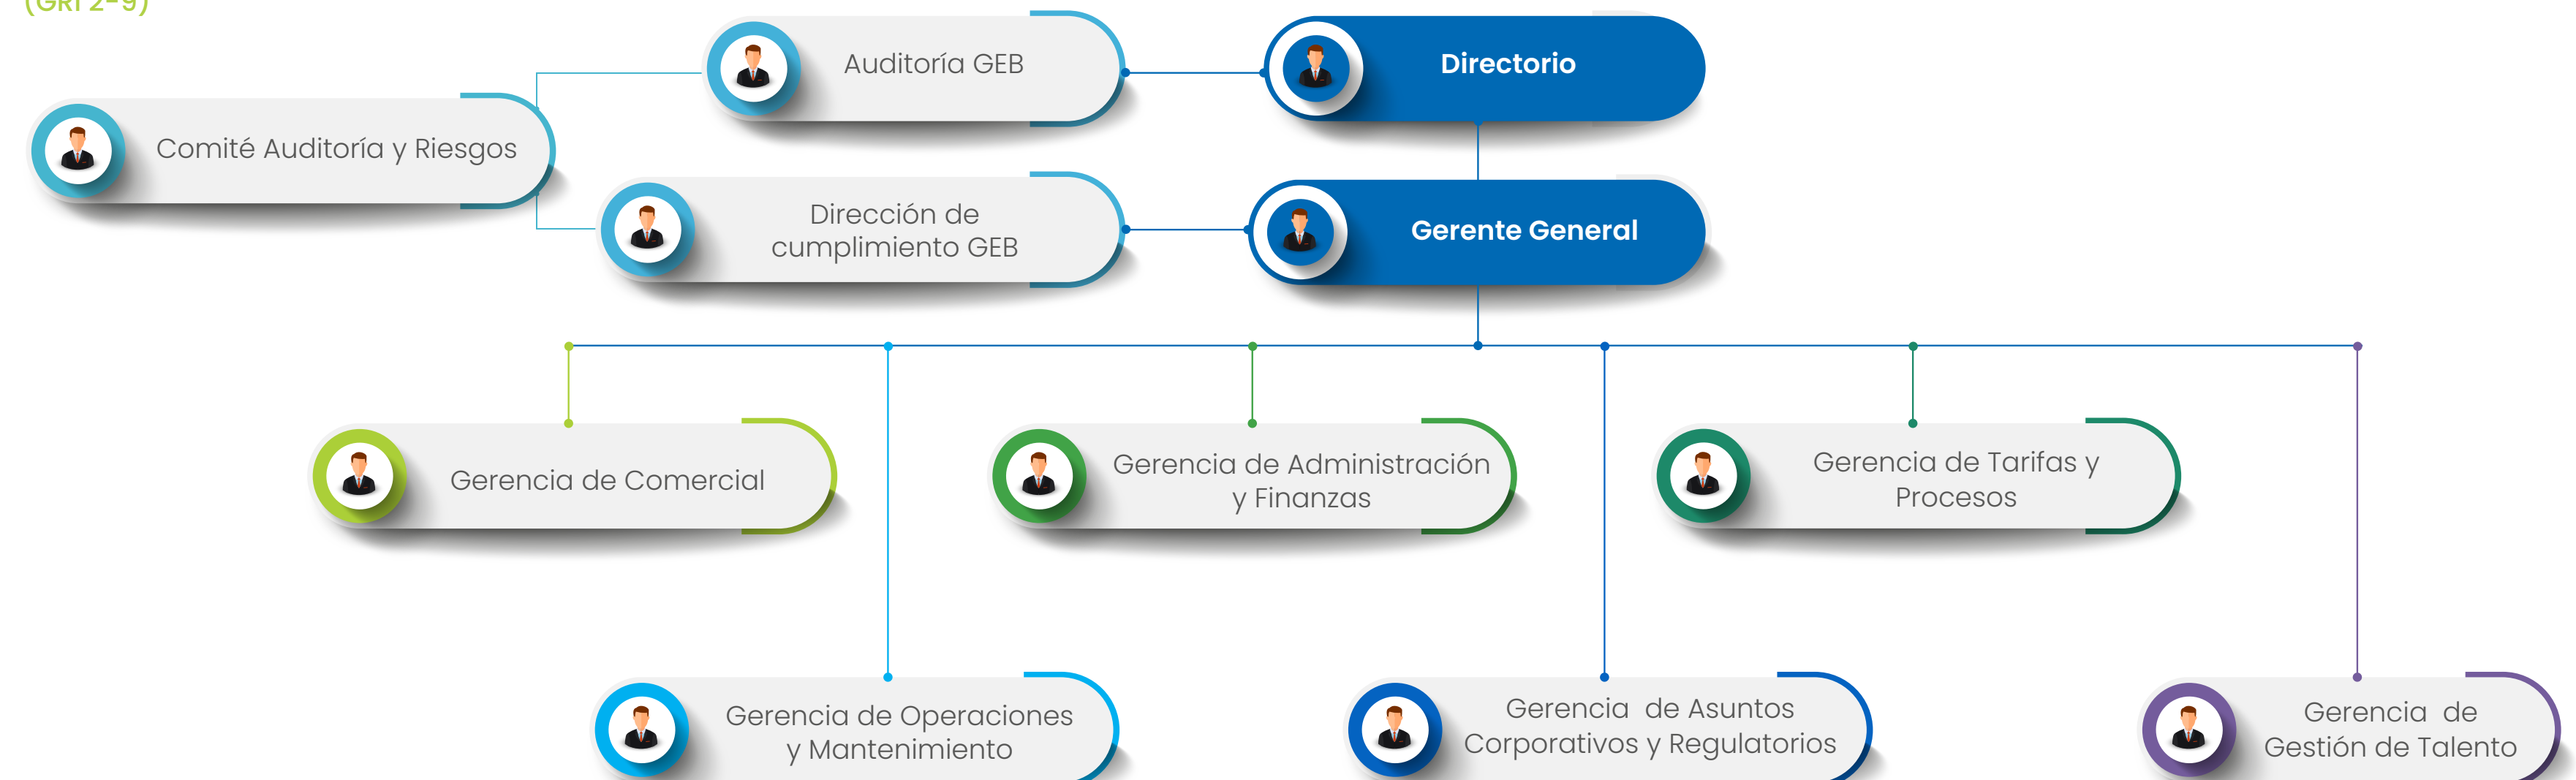 (GRI 2-9)
Auditoría GEB
Directorio
Comité Auditoría y Riesgos
Dirección de
cumplimiento GEB
Gerente General
Gerencia de Comercial
Gerencia de Administración
y Finanzas
Gerencia de Tarifas y
Procesos
Gerencia de Operaciones
y Mantenimiento
Gerencia de Asuntos
Corporativos y Regulatorios
Gerencia de
Gestión de Talento